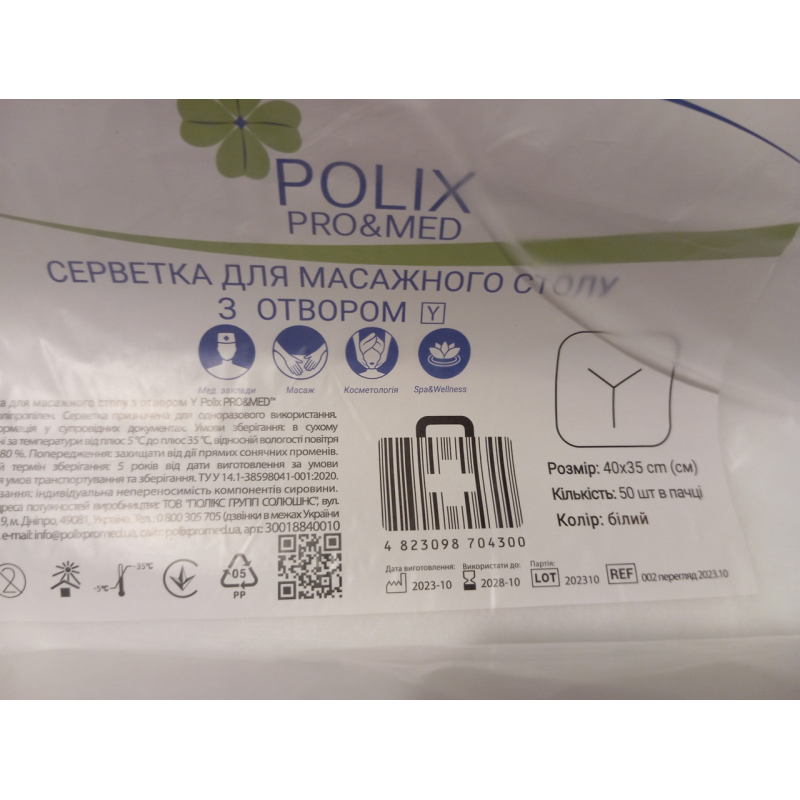 POLIX
PRO&MED
СЕРВЕТКА ДЛЯ МАСАЖНОГО СТОЛУ
З ОТВОРОМ Y
Мед. заклади Масаж Косметологія Spa&Wellness
для масажного столу з отвором Y Polix PRO&MED™
Серветка призначена для одноразового використання.
у супровідних документах. Умови зберігання: в сухому
за температури від плюс 5 °С до плюс 35 °С, відносній вологості повітря
80 %. Попередження: захищати від дії прямих сонячних променів.
термін зберігання: 5 років від дати виготовлення за умови
умов транспортування та зберігання. ТУ У 14.1-38598041-001:2020.
індивідуальна непереносимість компонентів сировини.
потужностей виробництва: ТОВ "ПОЛІКС ГРУПП СОЛЮШНС", вул.
9, м. Дніпро, 49081, Україна. Тел.: 0 800 305 705 (дзвінки в межах України
e-mail: info@polixpromed.ua, сайт: polixpromed.ua, арт.: 30018840010
Розмір: 40x35 cm (см)
Кількість: 50 шт в пачці
Колір: білий
4 823098 704300
-5°C 35°C
05
PP
Дата виготовлення: 2023-10
Використати до: 2028-10
Партія: LOT 202310
REF 002 перегляд 2023.10